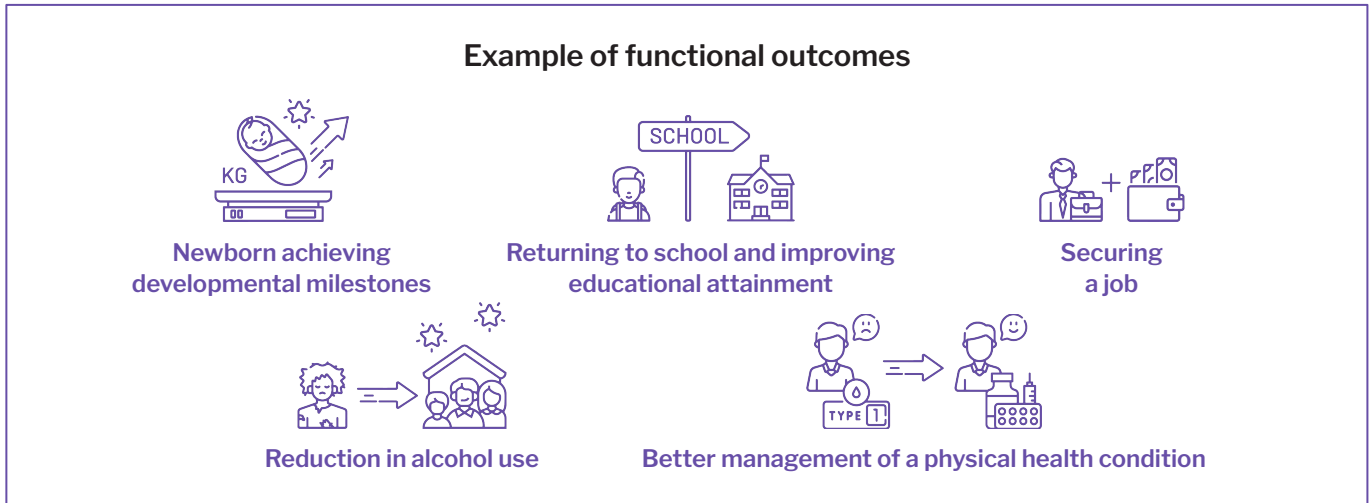 Example of functional outcomes
KG
SCHOOL
Newborn achieving
developmental milestones
Returning to school and improving
educational attainment
Securing
a job
TYPE 1
Reduction in alcohol use
Better management of a physical health condition